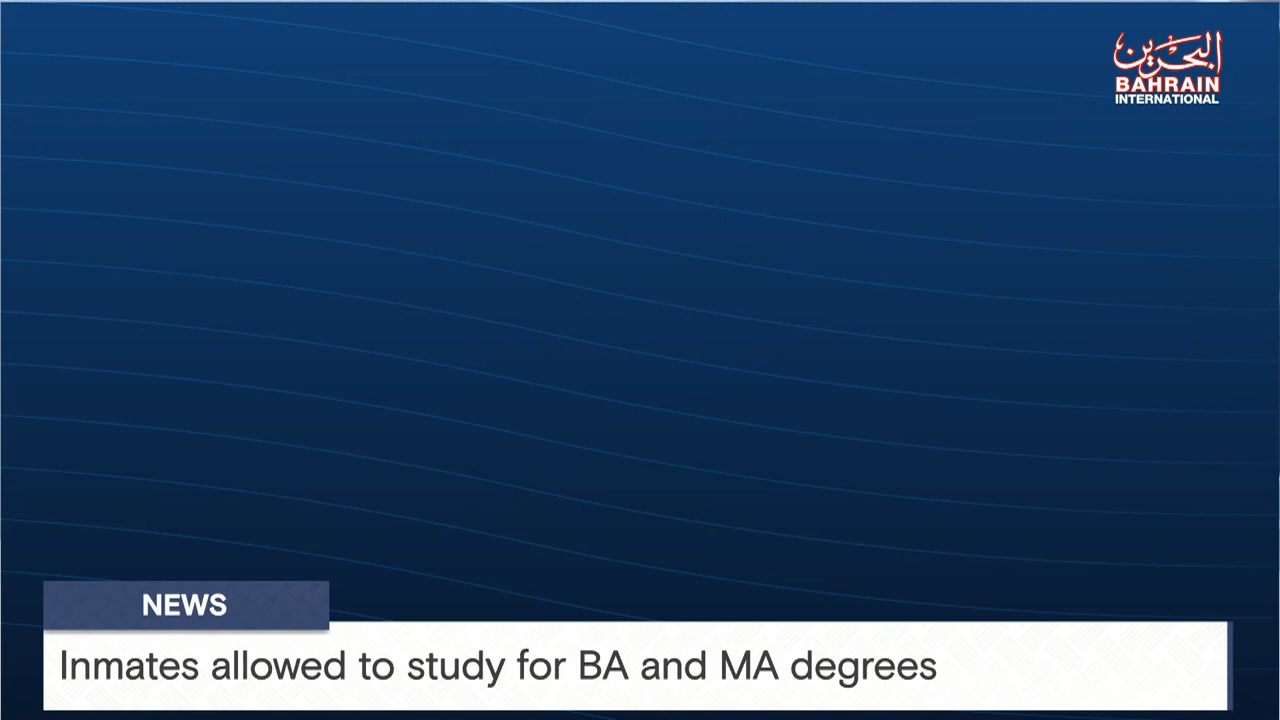 البحرين
BAHRAIN
INTERNATIONAL
NEWS
Inmates allowed to study for BA and MA degrees